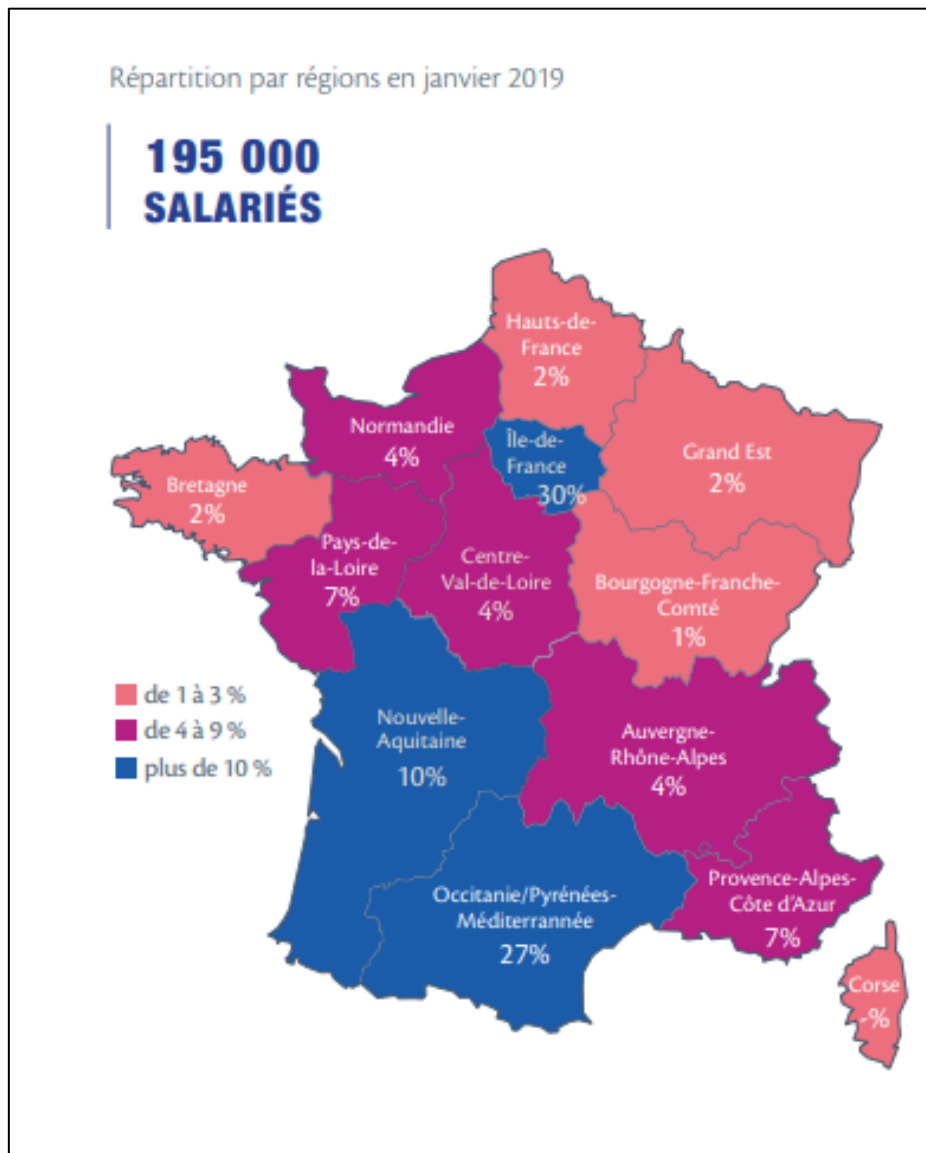 Répartition par régions en janvier 2019
195 000
SALARIÉS
Hauts-de-
France
2%
Normandie
4%
Île-de-
France
30%
Grand Est
2%
Bretagne
2%
Pays-de-
la-Loire
7%
Centre-
Val-de-Loire
4%
Bourgogne-Franche-
Comté
1%
de 1 à 3 %
de 4 à 9 %
plus de 10 %
Nouvelle-
Aquitaine
10%
Auvergne-
Rhône-Alpes
4%
Occitanie/Pyrénées-
Méditerrannée
27%
Provence-Alpes-
Côte d'Azur
7%
Corse
-%